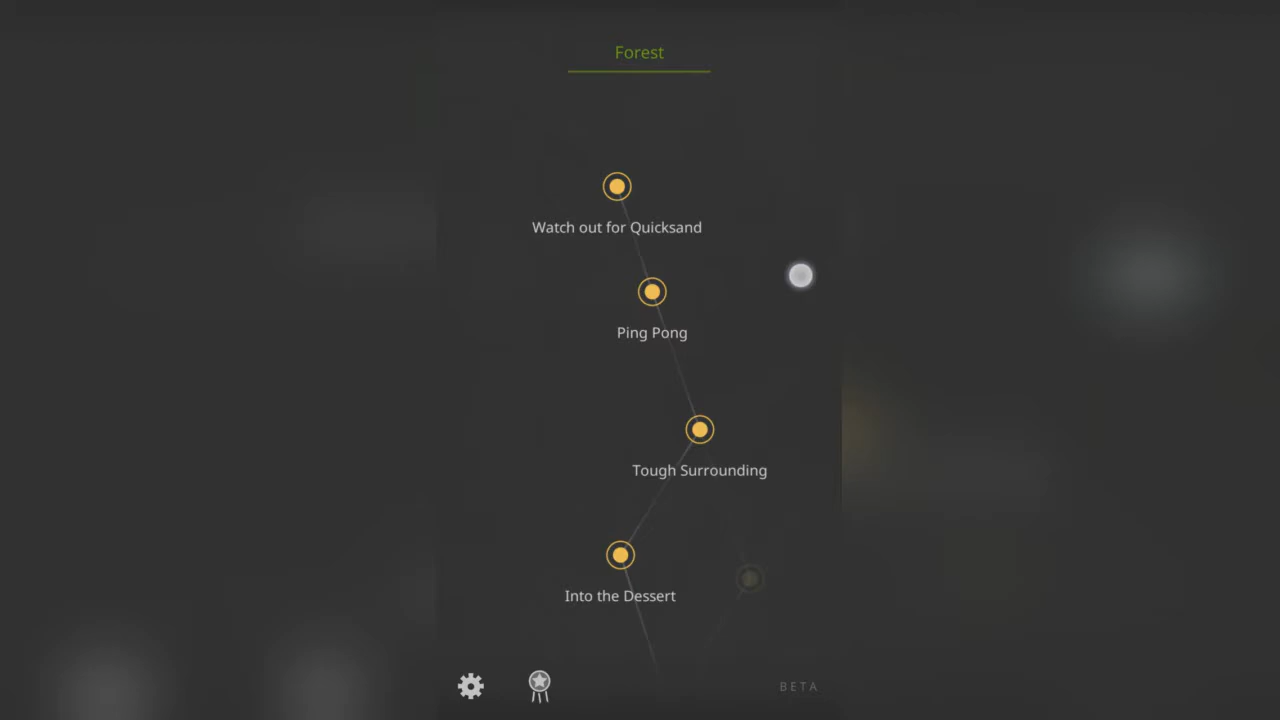 Forest
Watch out for Quicksand
Ping Pong
Tough Surrounding
Into the Dessert
BETA